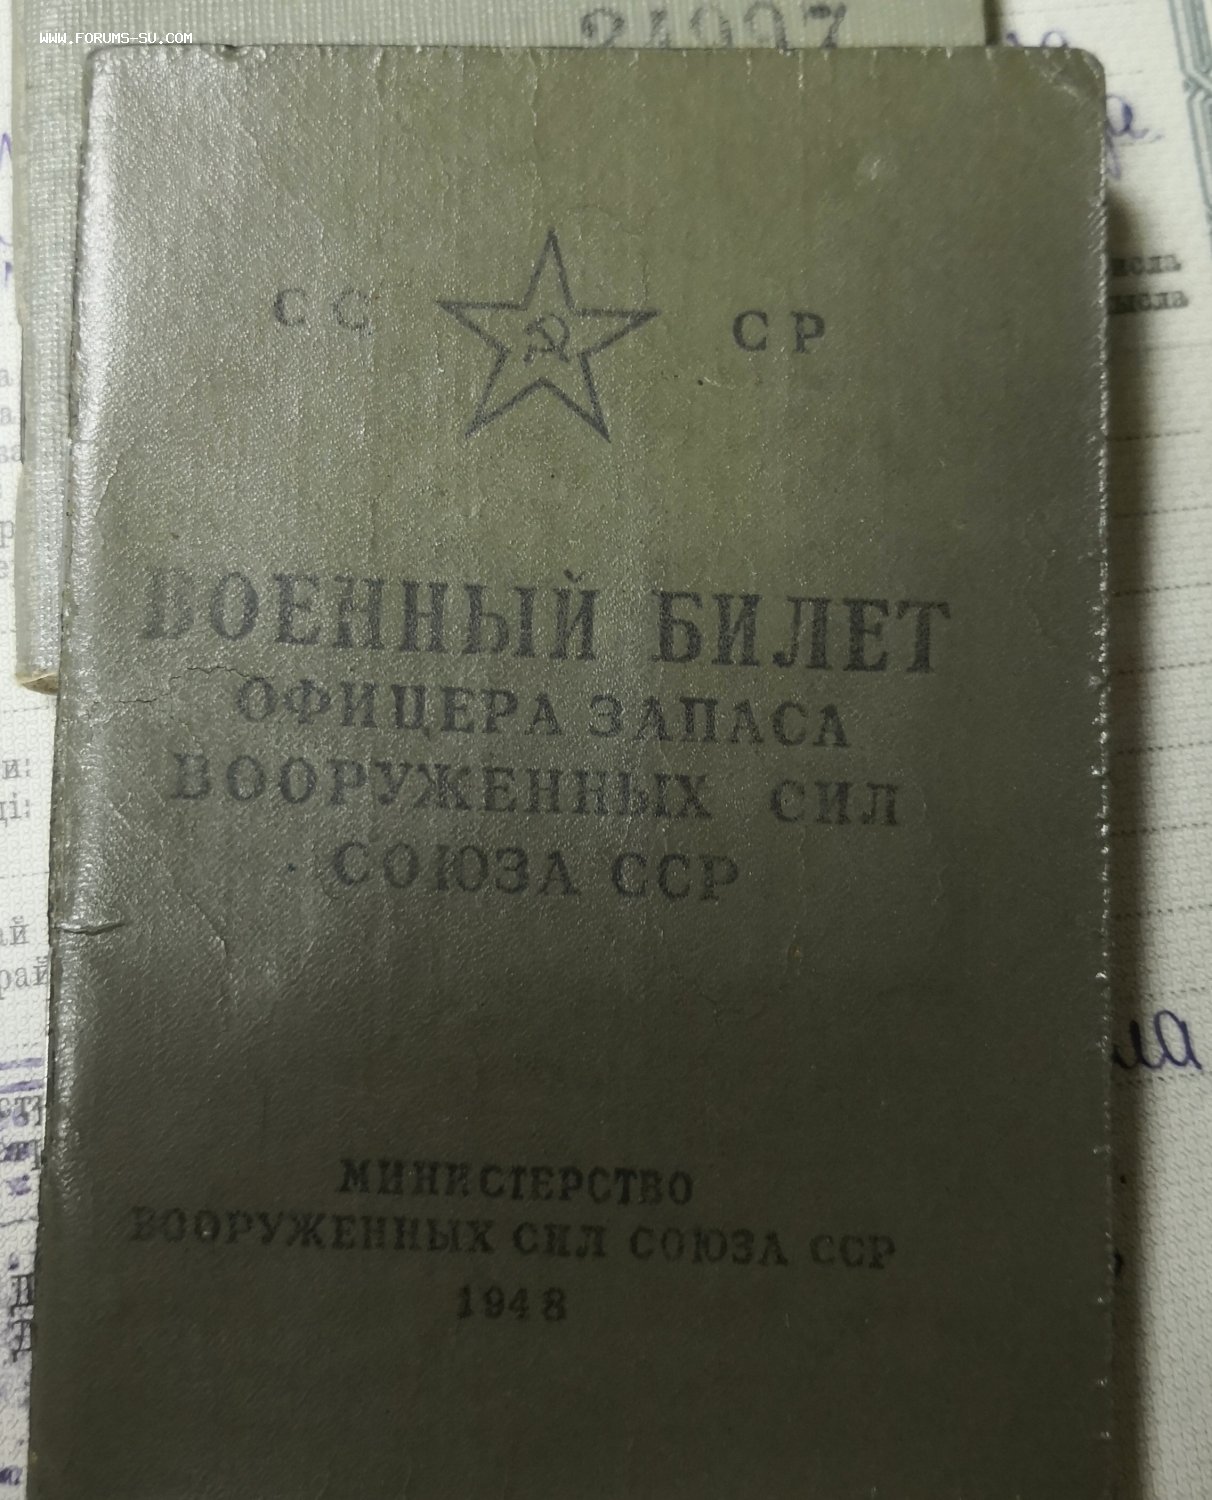 WWW.FORUMS-SU.COM
СС СР
ВОЕННЫЙ БИЛЕТ
ОФИЦЕРА ЗАПАСА
ВООРУЖЕННЫХ СИЛ
СОЮЗА ССР
МИНИСТЕРСТВО
ВООРУЖЕННЫХ СИЛ СОЮЗА ССР
1948